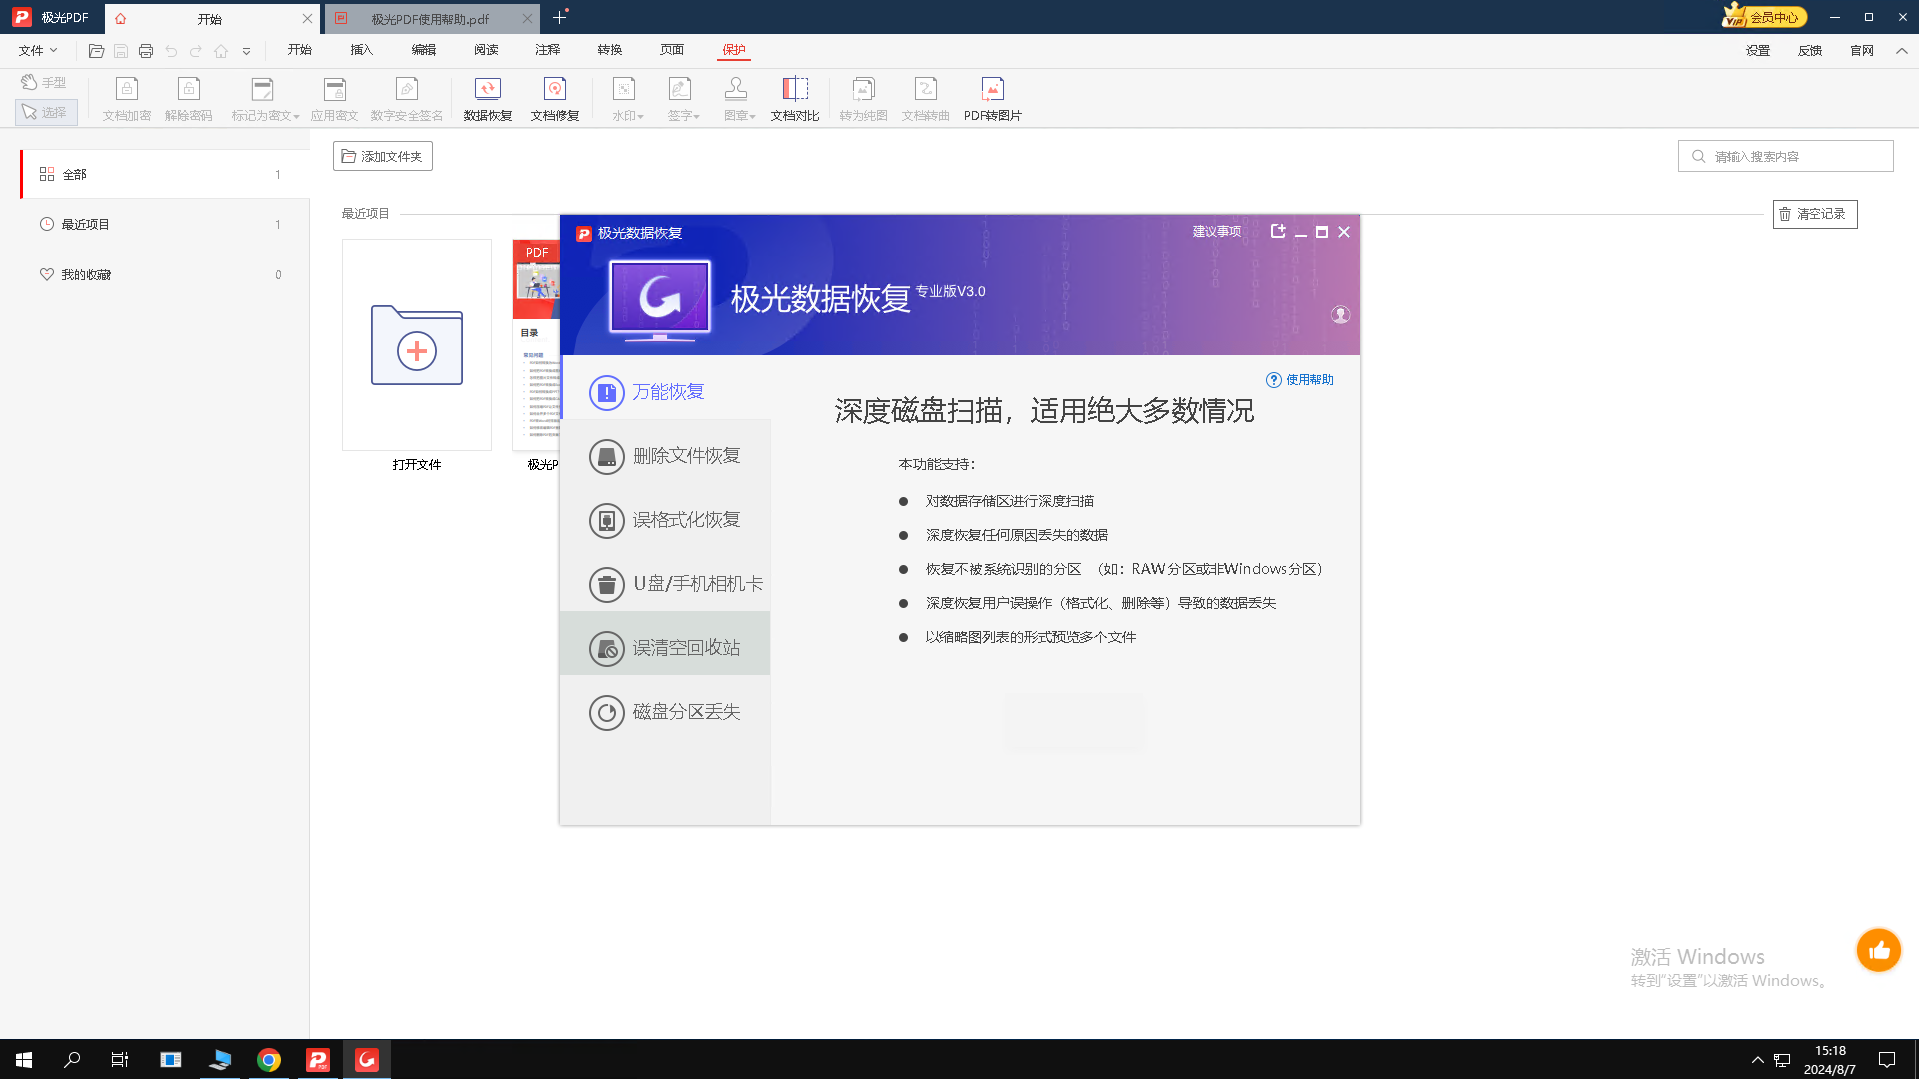 极光PDF
开始
极光PDF使用帮助.pdf
VIP 会员中心
文件
开始
插入
编辑
阅读
注释
转换
页面
保护
设置
反馈
官网
手型
选择
文档加密
解除密码
标记为密文
应用密文
数字安全签名
数据恢复
文档修复
水印
签字
图章
文档对比
转为纯图
文档转曲
PDF转图片
全部 1
最近项目 1
我的收藏 0
添加文件夹
请输入搜索内容
最近项目
清空记录
打开文件
PDF
目录
常见问题
极光P
极光数据恢复
建议事项
极光数据恢复 专业版V3.0
万能恢复
删除文件恢复
误格式化恢复
U盘/手机相机卡
误清空回收站
磁盘分区丢失
使用帮助
深度磁盘扫描，适用绝大多数情况
本功能支持：
对数据存储区进行深度扫描
深度恢复任何原因丢失的数据
恢复不被系统识别的分区 （如：RAW分区或非Windows分区）
深度恢复用户误操作（格式化、删除等）导致的数据丢失
以缩略图列表的形式预览多个文件
激活 Windows
转到“设置”以激活 Windows。
15:18
2024/8/7